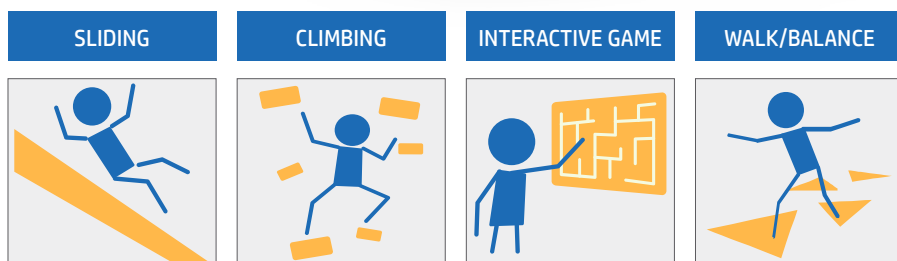 SLIDING
CLIMBING
INTERACTIVE GAME
WALK/BALANCE